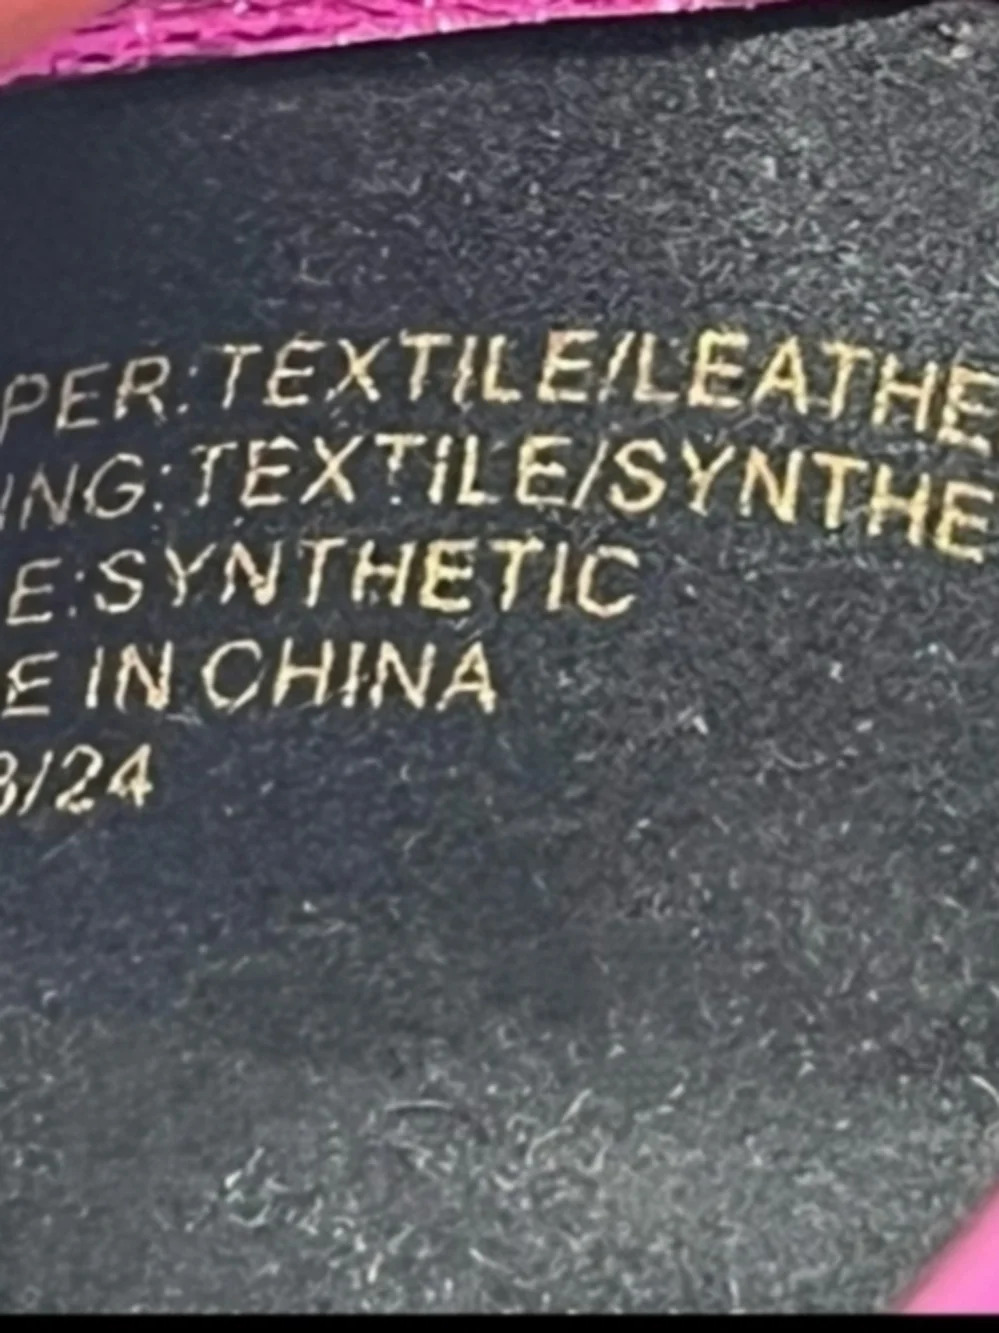 PER: TEXTILE/LEATHE
ING: TEXTILE/SYNTHE
E: SYNTHETIC
E IN CHINA
3/24